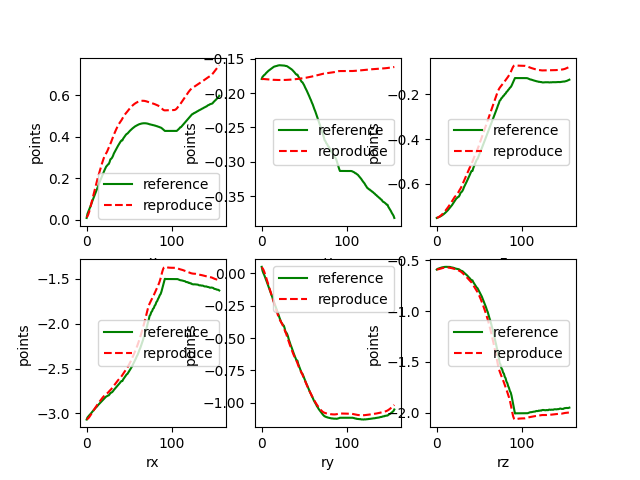 0.6
0.4
0.2
0.0
0
100
points
reference
reproduce
−0.15
−0.20
−0.25
−0.30
−0.35
0
100
points
reference
reproduce
−0.2
−0.4
−0.6
0
100
points
reference
reproduce
−1.5
−2.0
−2.5
−3.0
0
100
points
rx
reference
reproduce
0.00
−0.25
−0.50
−0.75
−1.00
0
100
points
ry
reference
reproduce
−0.5
−1.0
−1.5
−2.0
0
100
points
rz
reference
reproduce